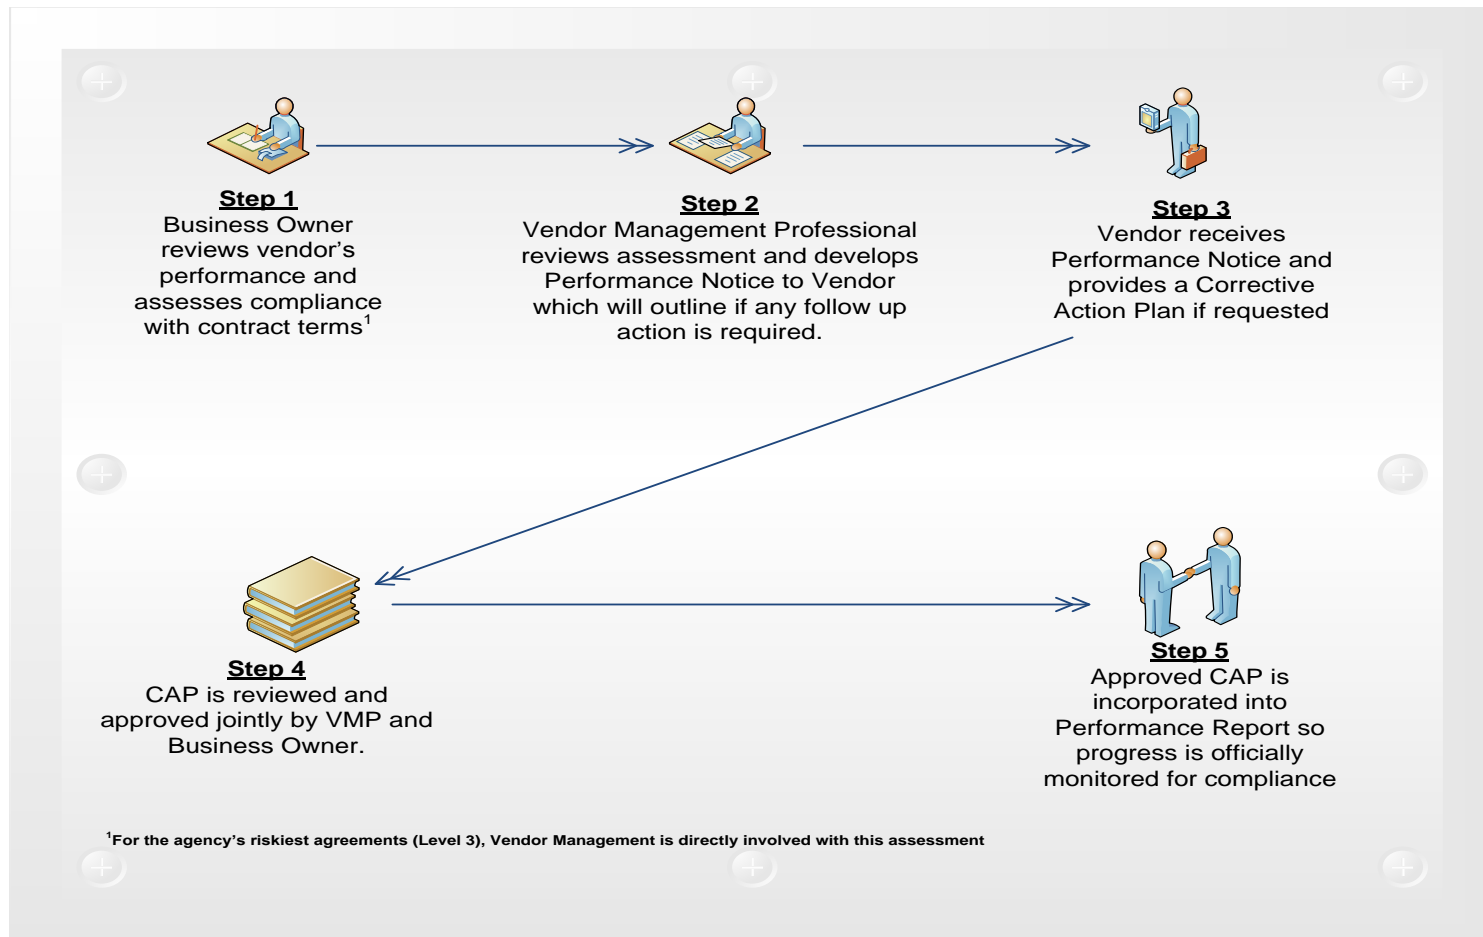 Step 1
Business Owner
reviews vendor's
performance and
assesses compliance
with contract terms¹
Step 2
Vendor Management Professional
reviews assessment and develops
Performance Notice to Vendor
which will outline if any follow up
action is required.
Step 3
Vendor receives
Performance Notice and
provides a Corrective
Action Plan if requested
Step 4
CAP is reviewed and
approved jointly by VMP and
Business Owner.
Step 5
Approved CAP is
incorporated into
Performance Report so
progress is officially
monitored for compliance
¹For the agency's riskiest agreements (Level 3), Vendor Management is directly involved with this assessment